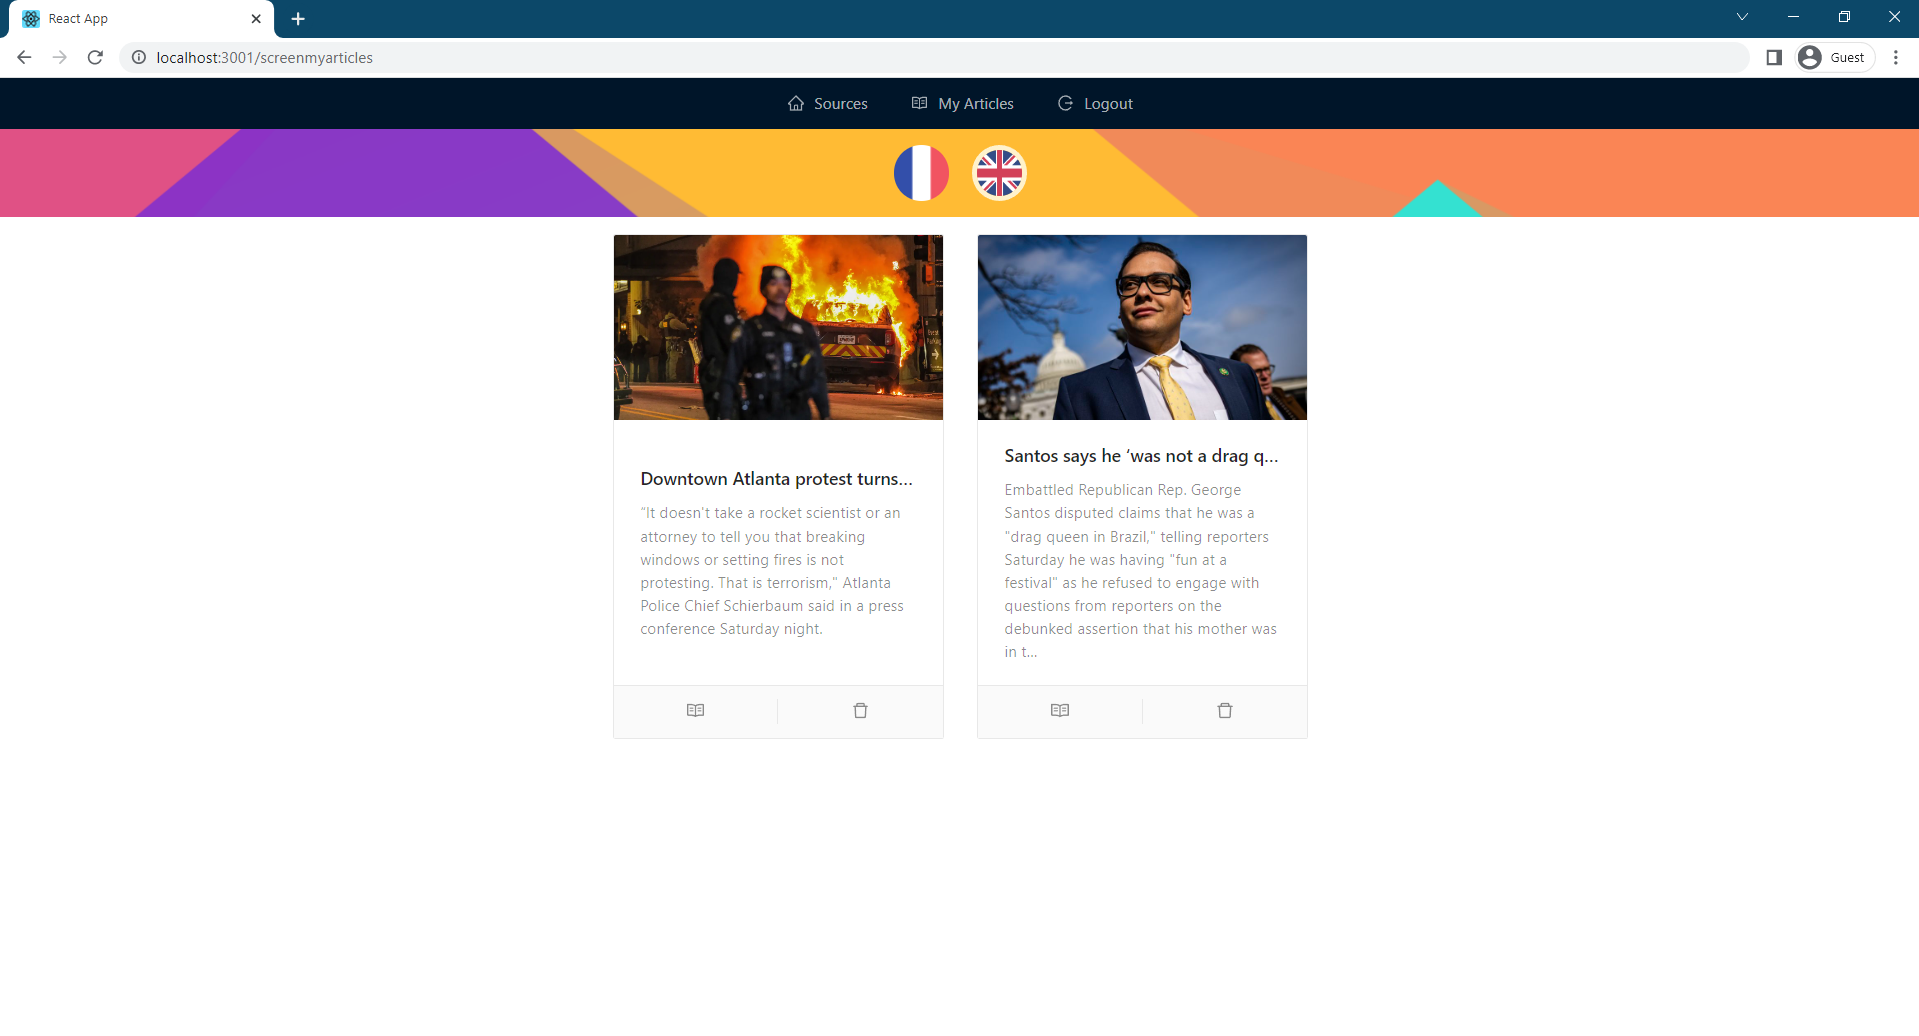 React App
localhost:3001/screenmyarticles
Guest
Sources
My Articles
Logout
Downtown Atlanta protest turns...
“It doesn't take a rocket scientist or an
attorney to tell you that breaking
windows or setting fires is not
protesting. That is terrorism,” Atlanta
Police Chief Schierbaum said in a press
conference Saturday night.
Santos says he ‘was not a drag q...
Embattled Republican Rep. George
Santos disputed claims that he was a
"drag queen in Brazil," telling reporters
Saturday he was having "fun at a
festival" as he refused to engage with
questions from reporters on the
debunked assertion that his mother was
in t...